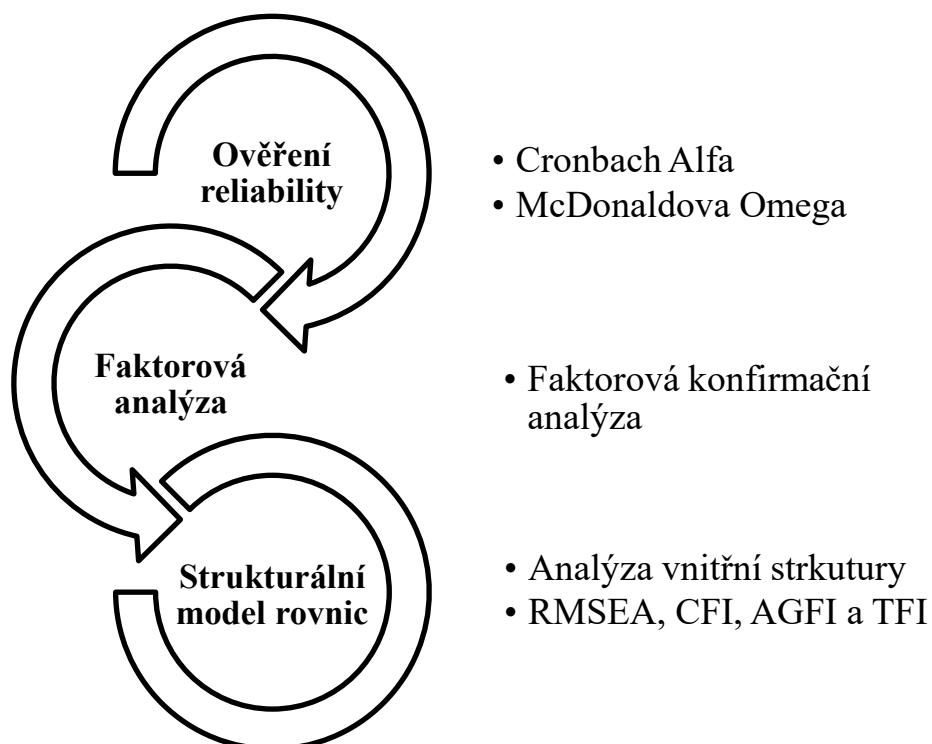 Ověření
reliability
• Cronbach Alfa
• McDonaldova Omega
Faktorová
analýza
• Faktorová konfirmační
analýza
Strukturální
model rovnic
• Analýza vnitřní strkutury
• RMSEA, CFI, AGFI a TFI